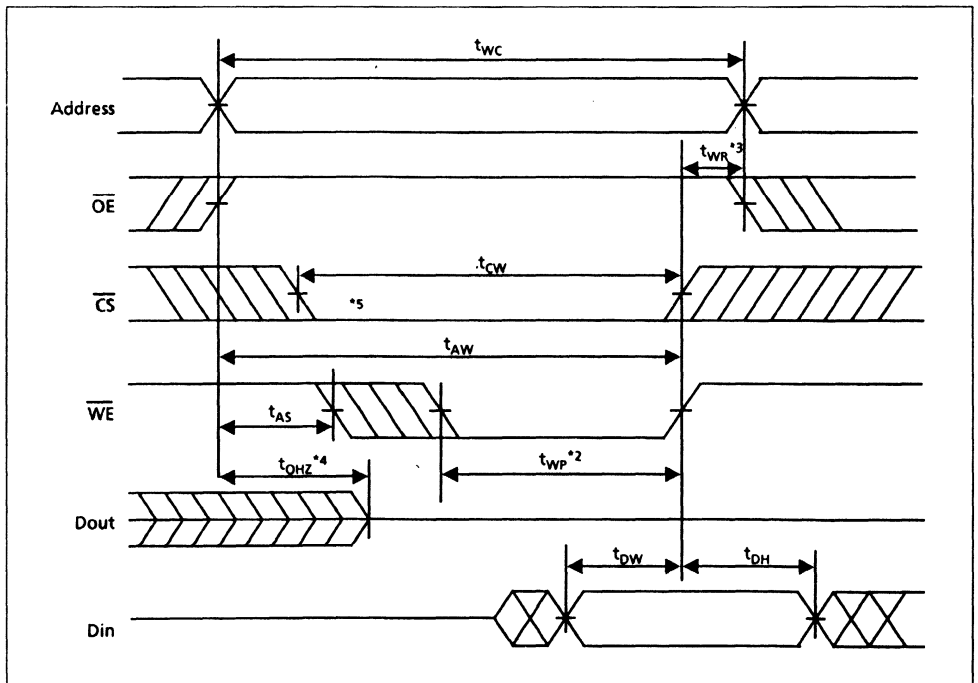 tWC
Address
tWR*3
OE
tCW
CS
*5
tAW
WE
tAS
tWP*2
tOHZ*4
Dout
tDW
tDH
Din